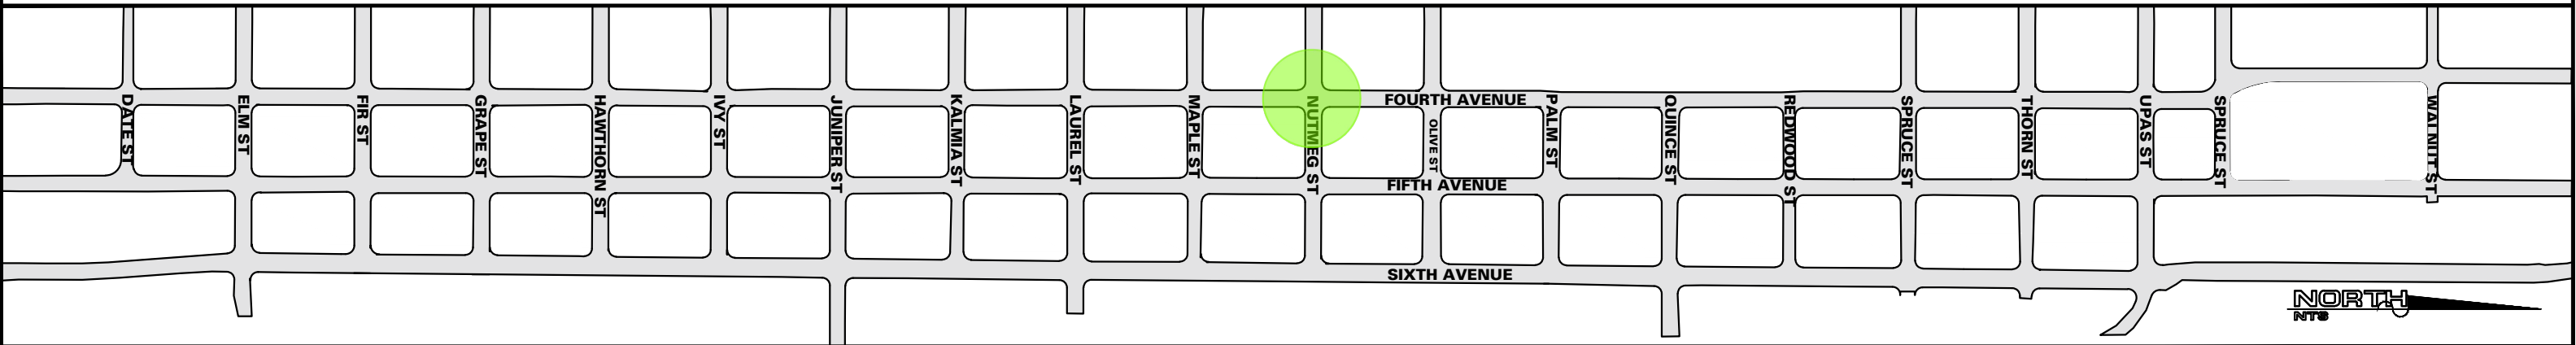 DATE ST
ELM ST
FIR ST
GRAPE ST
HAWTHORN ST
IVY ST
JUNIPER ST
KALMIA ST
LAUREL ST
MAPLE ST
NUTMEG ST
FOURTH AVENUE
OLIVE ST
PALM ST
QUINCE ST
REDWOOD ST
SPRUCE ST
THORN ST
UPAS ST
SPRUCE ST
WALNUT ST
FIFTH AVENUE
SIXTH AVENUE
NORTH
NTS